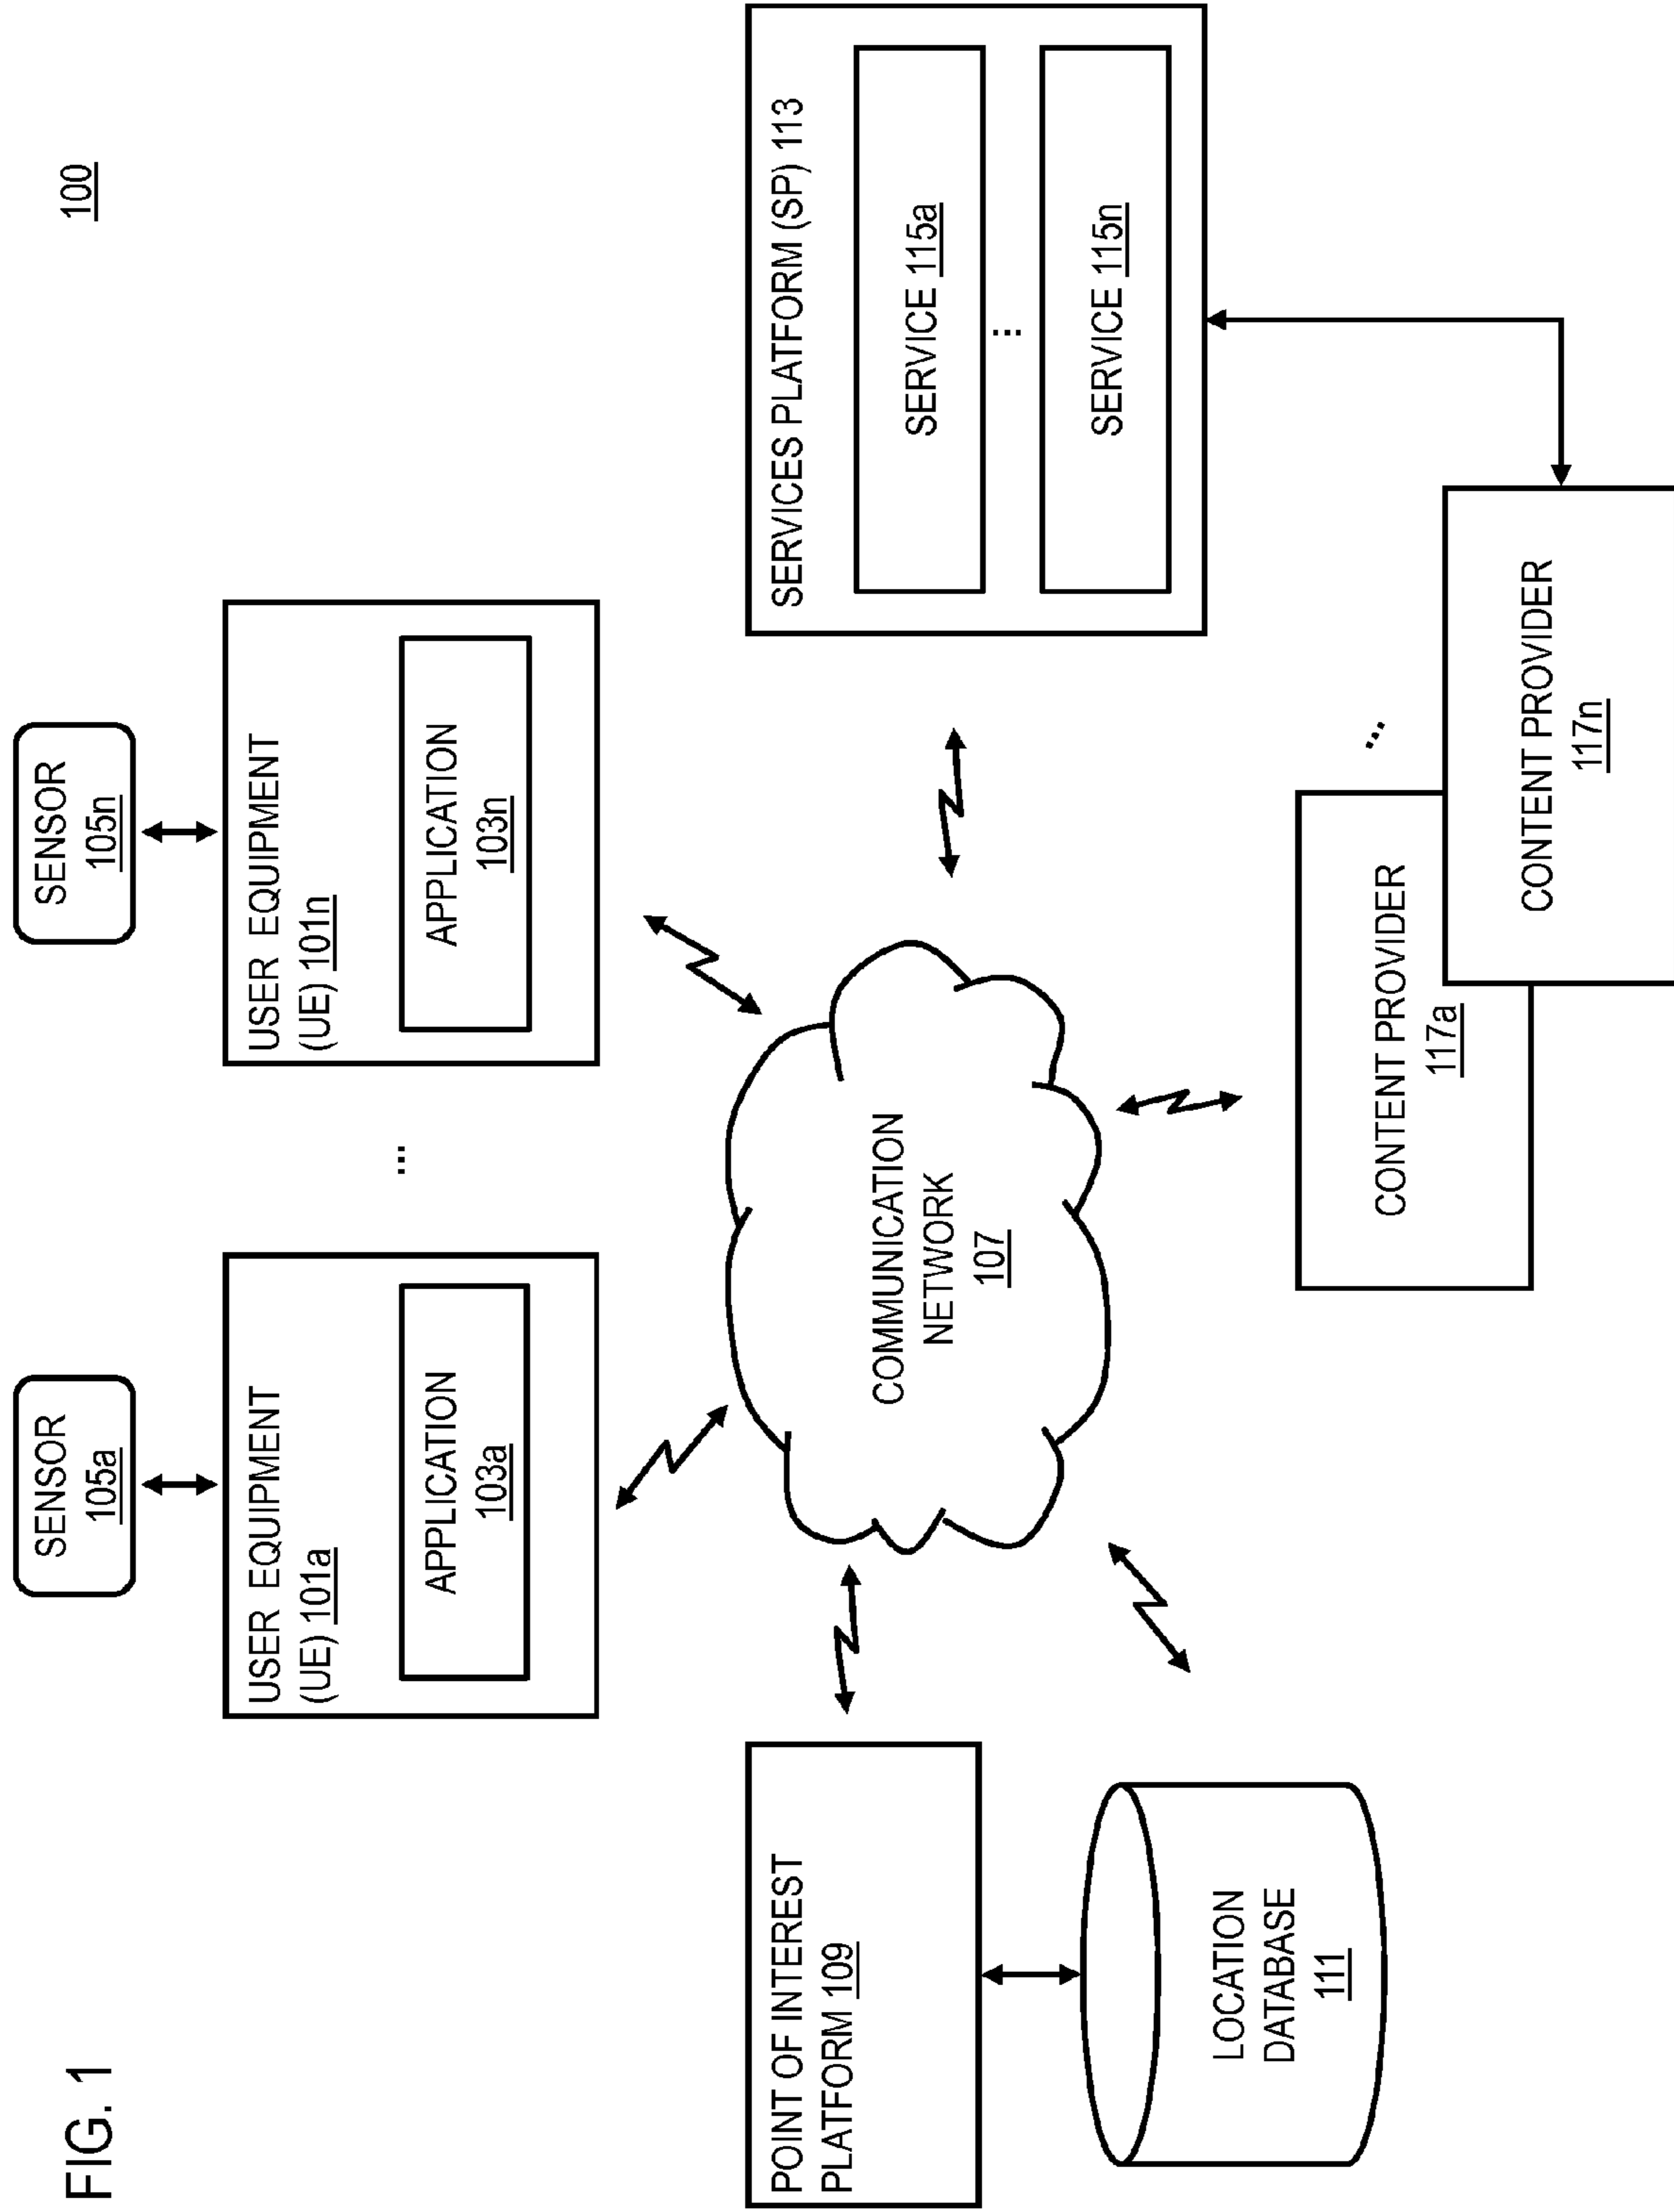 FIG. 1
100
SENSOR
105a
SENSOR
105n
USER EQUIPMENT
(UE) 101a
APPLICATION
103a
...
USER EQUIPMENT
(UE) 101n
APPLICATION
103n
POINT OF INTEREST
PLATFORM 109
COMMUNICATION
NETWORK
107
SERVICES PLATFORM (SP) 113
SERVICE 115a
...
SERVICE 115n
LOCATION
DATABASE
111
CONTENT PROVIDER
117a
...
CONTENT PROVIDER
117n